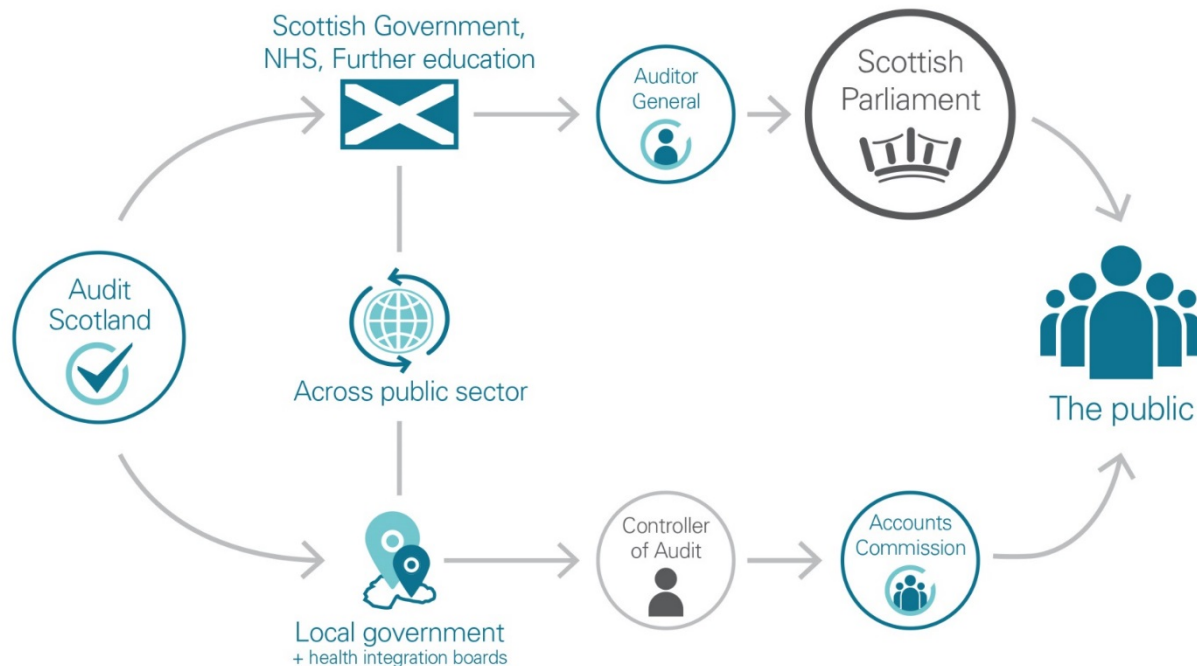 Scottish Government,
NHS, Further education
Auditor
General
Scottish
Parliament
Audit
Scotland
Across public sector
The public
Controller
of Audit
Accounts
Commission
Local government
+ health integration boards